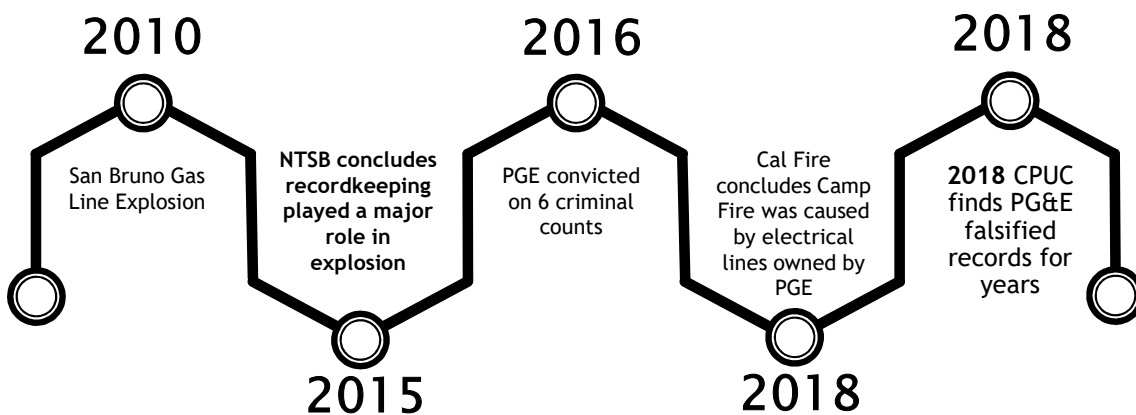 2010
San Bruno Gas
Line Explosion
NTSB concludes
recordkeeping
played a major
role in
explosion
2015
2016
PGE convicted
on 6 criminal
counts
Cal Fire
concludes Camp
Fire was caused
by electrical
lines owned by
PGE
2018
2018
2018 CPUC
finds PG&E
falsified
records for
years